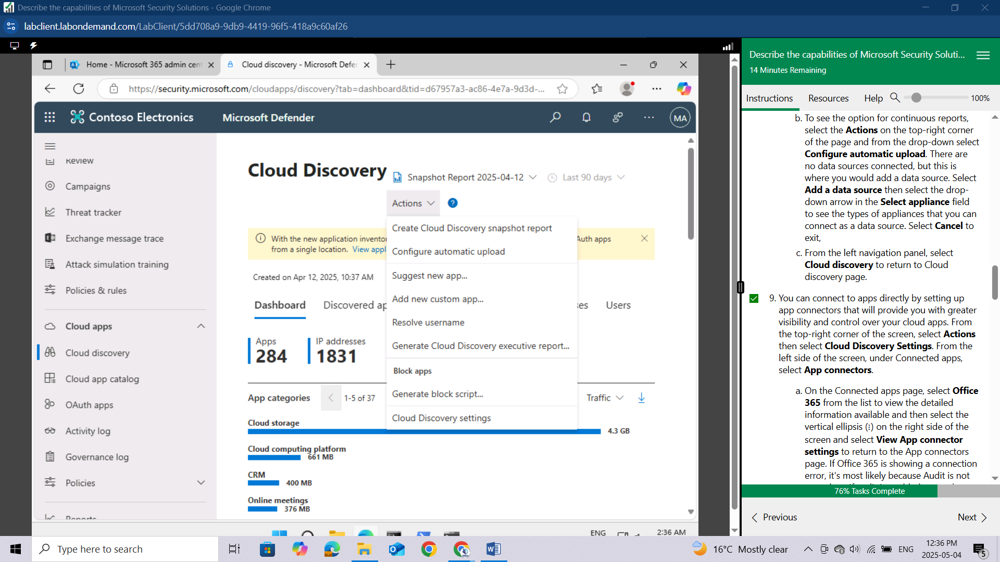 Describe the capabilities of Microsoft Security Solutions - Google Chrome
labclient.labondemand.com/LabClient/5dd708a9-9db9-4419-96f5-418a9c60af26
Home - Microsoft 365 admin cent
Cloud discovery - Microsoft Defen
https://security.microsoft.com/cloudapps/discovery?tab=dashboard&tid=d67957a3-ac86-4e7a-9d3d-...
Contoso Electronics
Microsoft Defender
MA
Review
Campaigns
Threat tracker
Exchange message trace
Attack simulation training
Policies & rules
Cloud apps
Cloud discovery
Cloud app catalog
OAuth apps
Activity log
Governance log
Policies
Reports
Cloud Discovery
Snapshot Report 2025-04-12
Last 90 days
Actions
?
With the new application inventor
Auth apps
from a single location. View appl
Create Cloud Discovery snapshot report
Configure automatic upload
Suggest new app...
Add new custom app...
Resolve username
Generate Cloud Discovery executive report...
Block apps
Generate block script...
Cloud Discovery settings
Created on Apr 12, 2025, 10:37 AM
Dashboard
Discovered ap
es
Users
Apps
284
IP addresses
1831
App categories
1-5 of 37
Traffic
Cloud storage
4.3 GB
Cloud computing platform
661 MB
CRM
400 MB
Online meetings
376 MB
ENG
2:36 AM
Describe the capabilities of Microsoft Security Soluti...
14 Minutes Remaining
Instructions
Resources
Help
100%
b. To see the option for continuous reports,
select the Actions on the top-right corner
of the page and from the drop-down select
Configure automatic upload. There are
no data sources connected, but this is
where you would add a data source. Select
Add a data source then select the drop-
down arrow in the Select appliance field
to see the types of appliances that you can
connect as a data source. Select Cancel to
exit,
c. From the left navigation panel, select
Cloud discovery to return to Cloud
discovery page.
9. You can connect to apps directly by setting up
app connectors that will provide you with greater
visibility and control over your cloud apps. From
the top-right corner of the screen, select Actions
then select Cloud Discovery Settings. From the
left side of the screen, under Connected apps,
select App connectors.
a. On the Connected apps page, select Office
365 from the list to view the detailed
information available and then select the
vertical ellipsis (⋮) on the right side of the
screen and select View App connector
settings to return to the App connectors
page. If Office 365 is showing a connection
error, it's most likely because Audit is not
76% Tasks Complete
Previous
Next
Type here to search
16°C Mostly clear
ENG
12:36 PM
2025-05-04
5